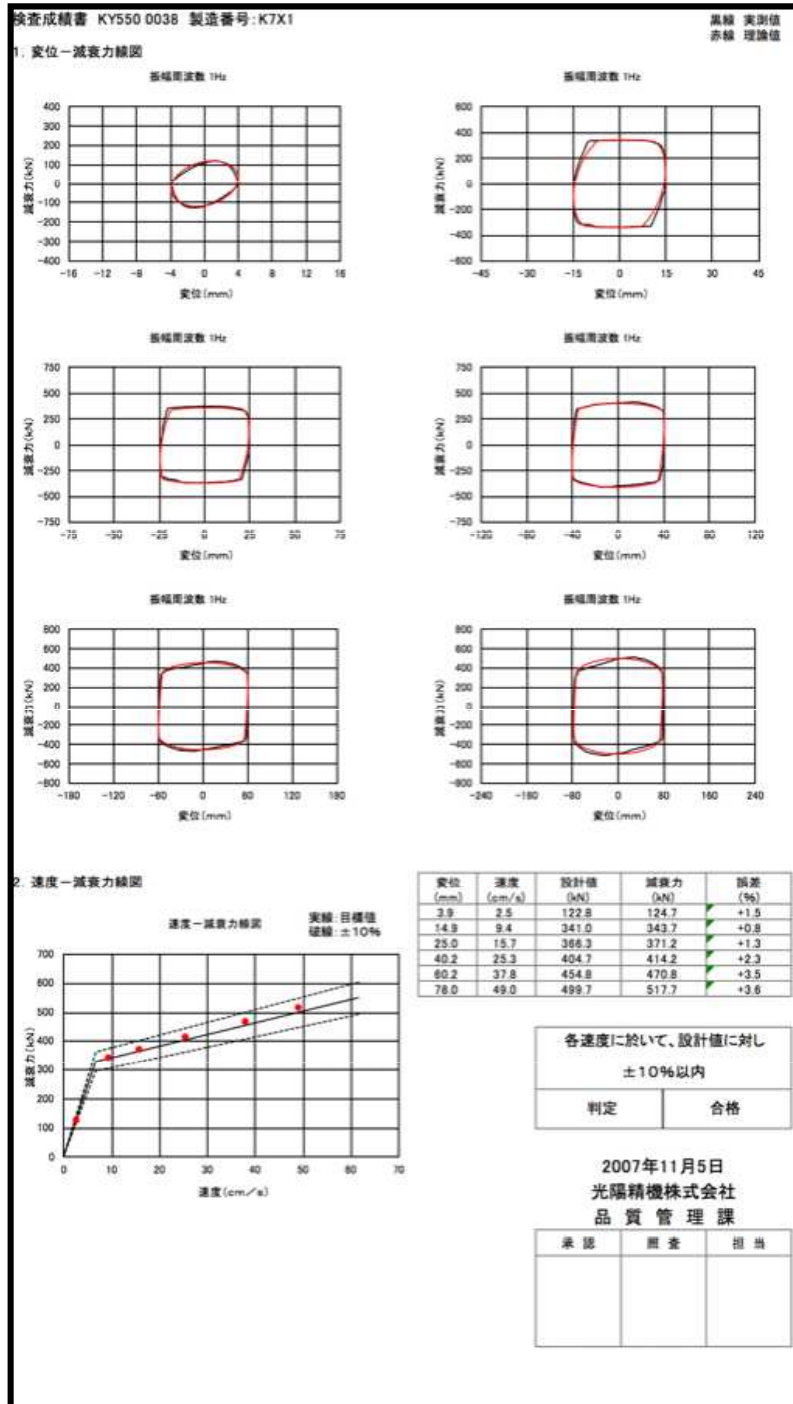 検査成績書 KY550 0038 製造番号:K7X1
黒線 実測値
赤線 理論値
1. 変位－減衰力線図
振幅周波数 1Hz
振幅周波数 1Hz
400
300
200
100
0
-100
-200
-300
-400
減衰力(kN)
-16 -12 -8 -4 0 4 8 12 16
変位(mm)
600
400
200
0
-200
-400
-600
減衰力(kN)
-45 -30 -15 0 15 30 45
変位(mm)
振幅周波数 1Hz
振幅周波数 1Hz
750
500
250
0
-250
-500
-750
減衰力(kN)
-75 -50 -25 0 25 50 75
変位(mm)
750
500
250
0
-250
-500
-750
減衰力(kN)
-120 -80 -40 0 40 80 120
変位(mm)
振幅周波数 1Hz
振幅周波数 1Hz
800
600
400
200
0
-200
-400
-600
-800
減衰力(kN)
-180 -120 -60 0 60 120 180
変位(mm)
800
600
400
200
0
-200
-400
-600
-800
減衰力(kN)
-240 -160 -80 0 80 160 240
変位(mm)
2. 速度－減衰力線図
速度－減衰力線図
実線:目標値
破線:±10%
700
600
500
400
300
200
100
0
減衰力(kN)
0 10 20 30 40 50 60 70
速度(cm/s)
変位 速度 設計値 減衰力 誤差
(mm) (cm/s) (kN) (kN) (%)
3.9 2.5 122.8 124.7 +1.5
14.9 9.4 341.0 343.7 +0.8
25.0 15.7 366.3 371.2 +1.3
40.2 25.3 404.7 414.2 +2.3
60.2 37.8 454.8 470.8 +3.5
78.0 49.0 499.7 517.7 +3.6
各速度に於いて、設計値に対し
±10%以内
判定 合格
2007年11月5日
光陽精機株式会社
品質管理課
承認 照査 担当